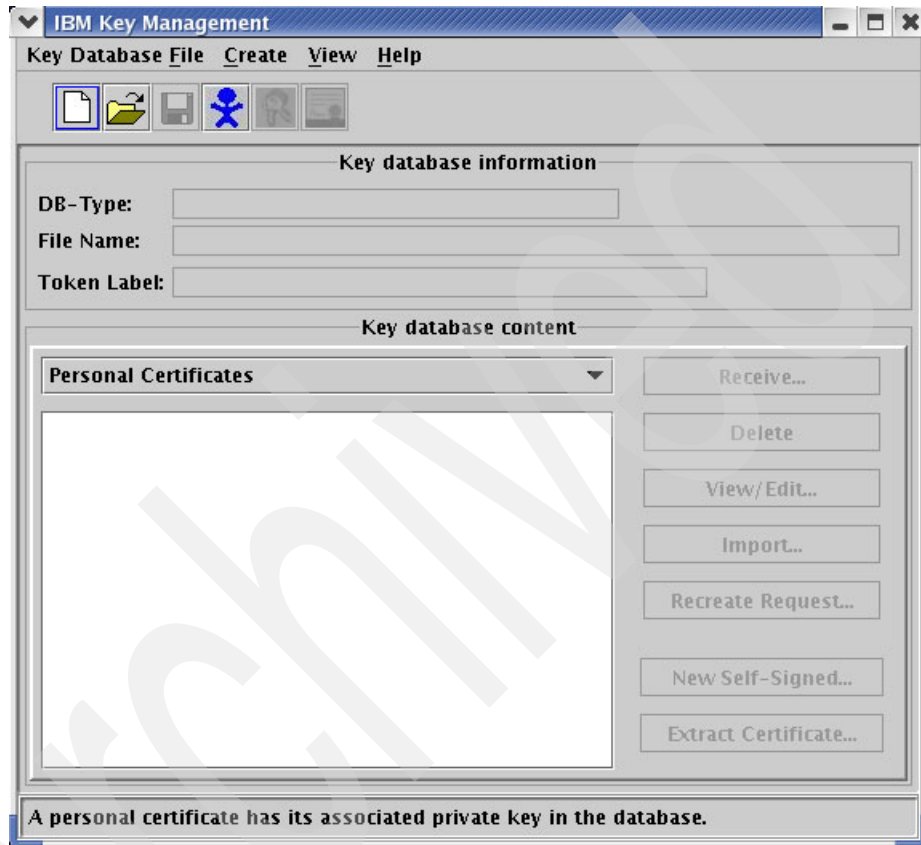 IBM Key Management
Key Database File Create View Help
Key database information
DB-Type:
File Name:
Token Label:
Key database content
Personal Certificates
Receive...
Delete
View/Edit...
Import...
Recreate Request...
New Self-Signed...
Extract Certificate...
A personal certificate has its associated private key in the database.
rchived